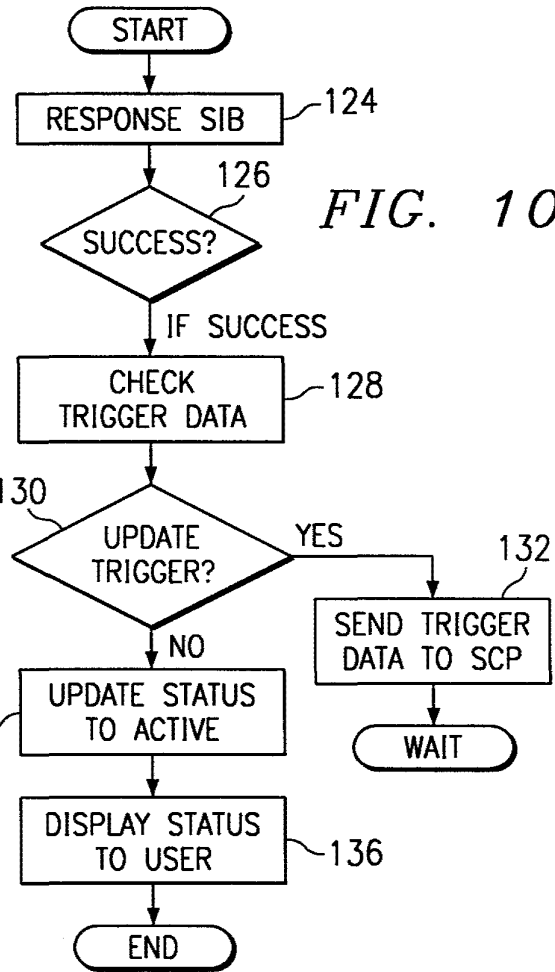 START
RESPONSE SIB
124
126
SUCCESS?
FIG. 10
IF SUCCESS
CHECK
TRIGGER DATA
128
130
UPDATE
TRIGGER?
YES
132
SEND TRIGGER
DATA TO SCP
WAIT
NO
UPDATE STATUS
TO ACTIVE
DISPLAY STATUS
TO USER
136
END